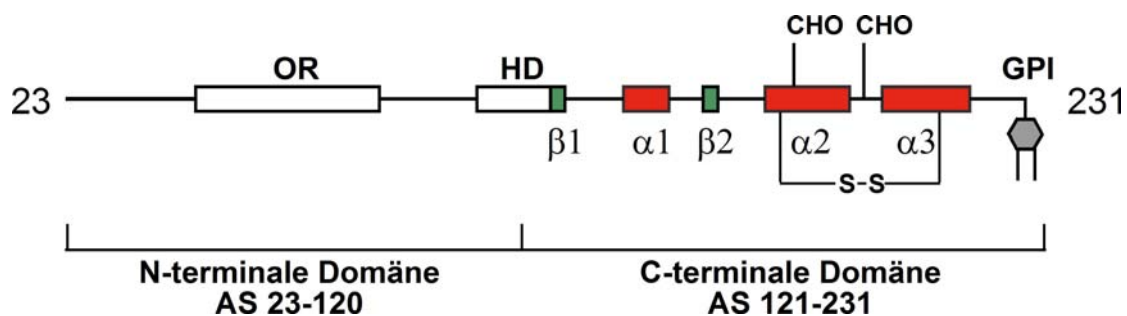 CHO CHO
OR HD GPI
23 231
β1 α1 β2 α2 α3
S-S
N-terminale Domäne C-terminale Domäne
AS 23-120 AS 121-231